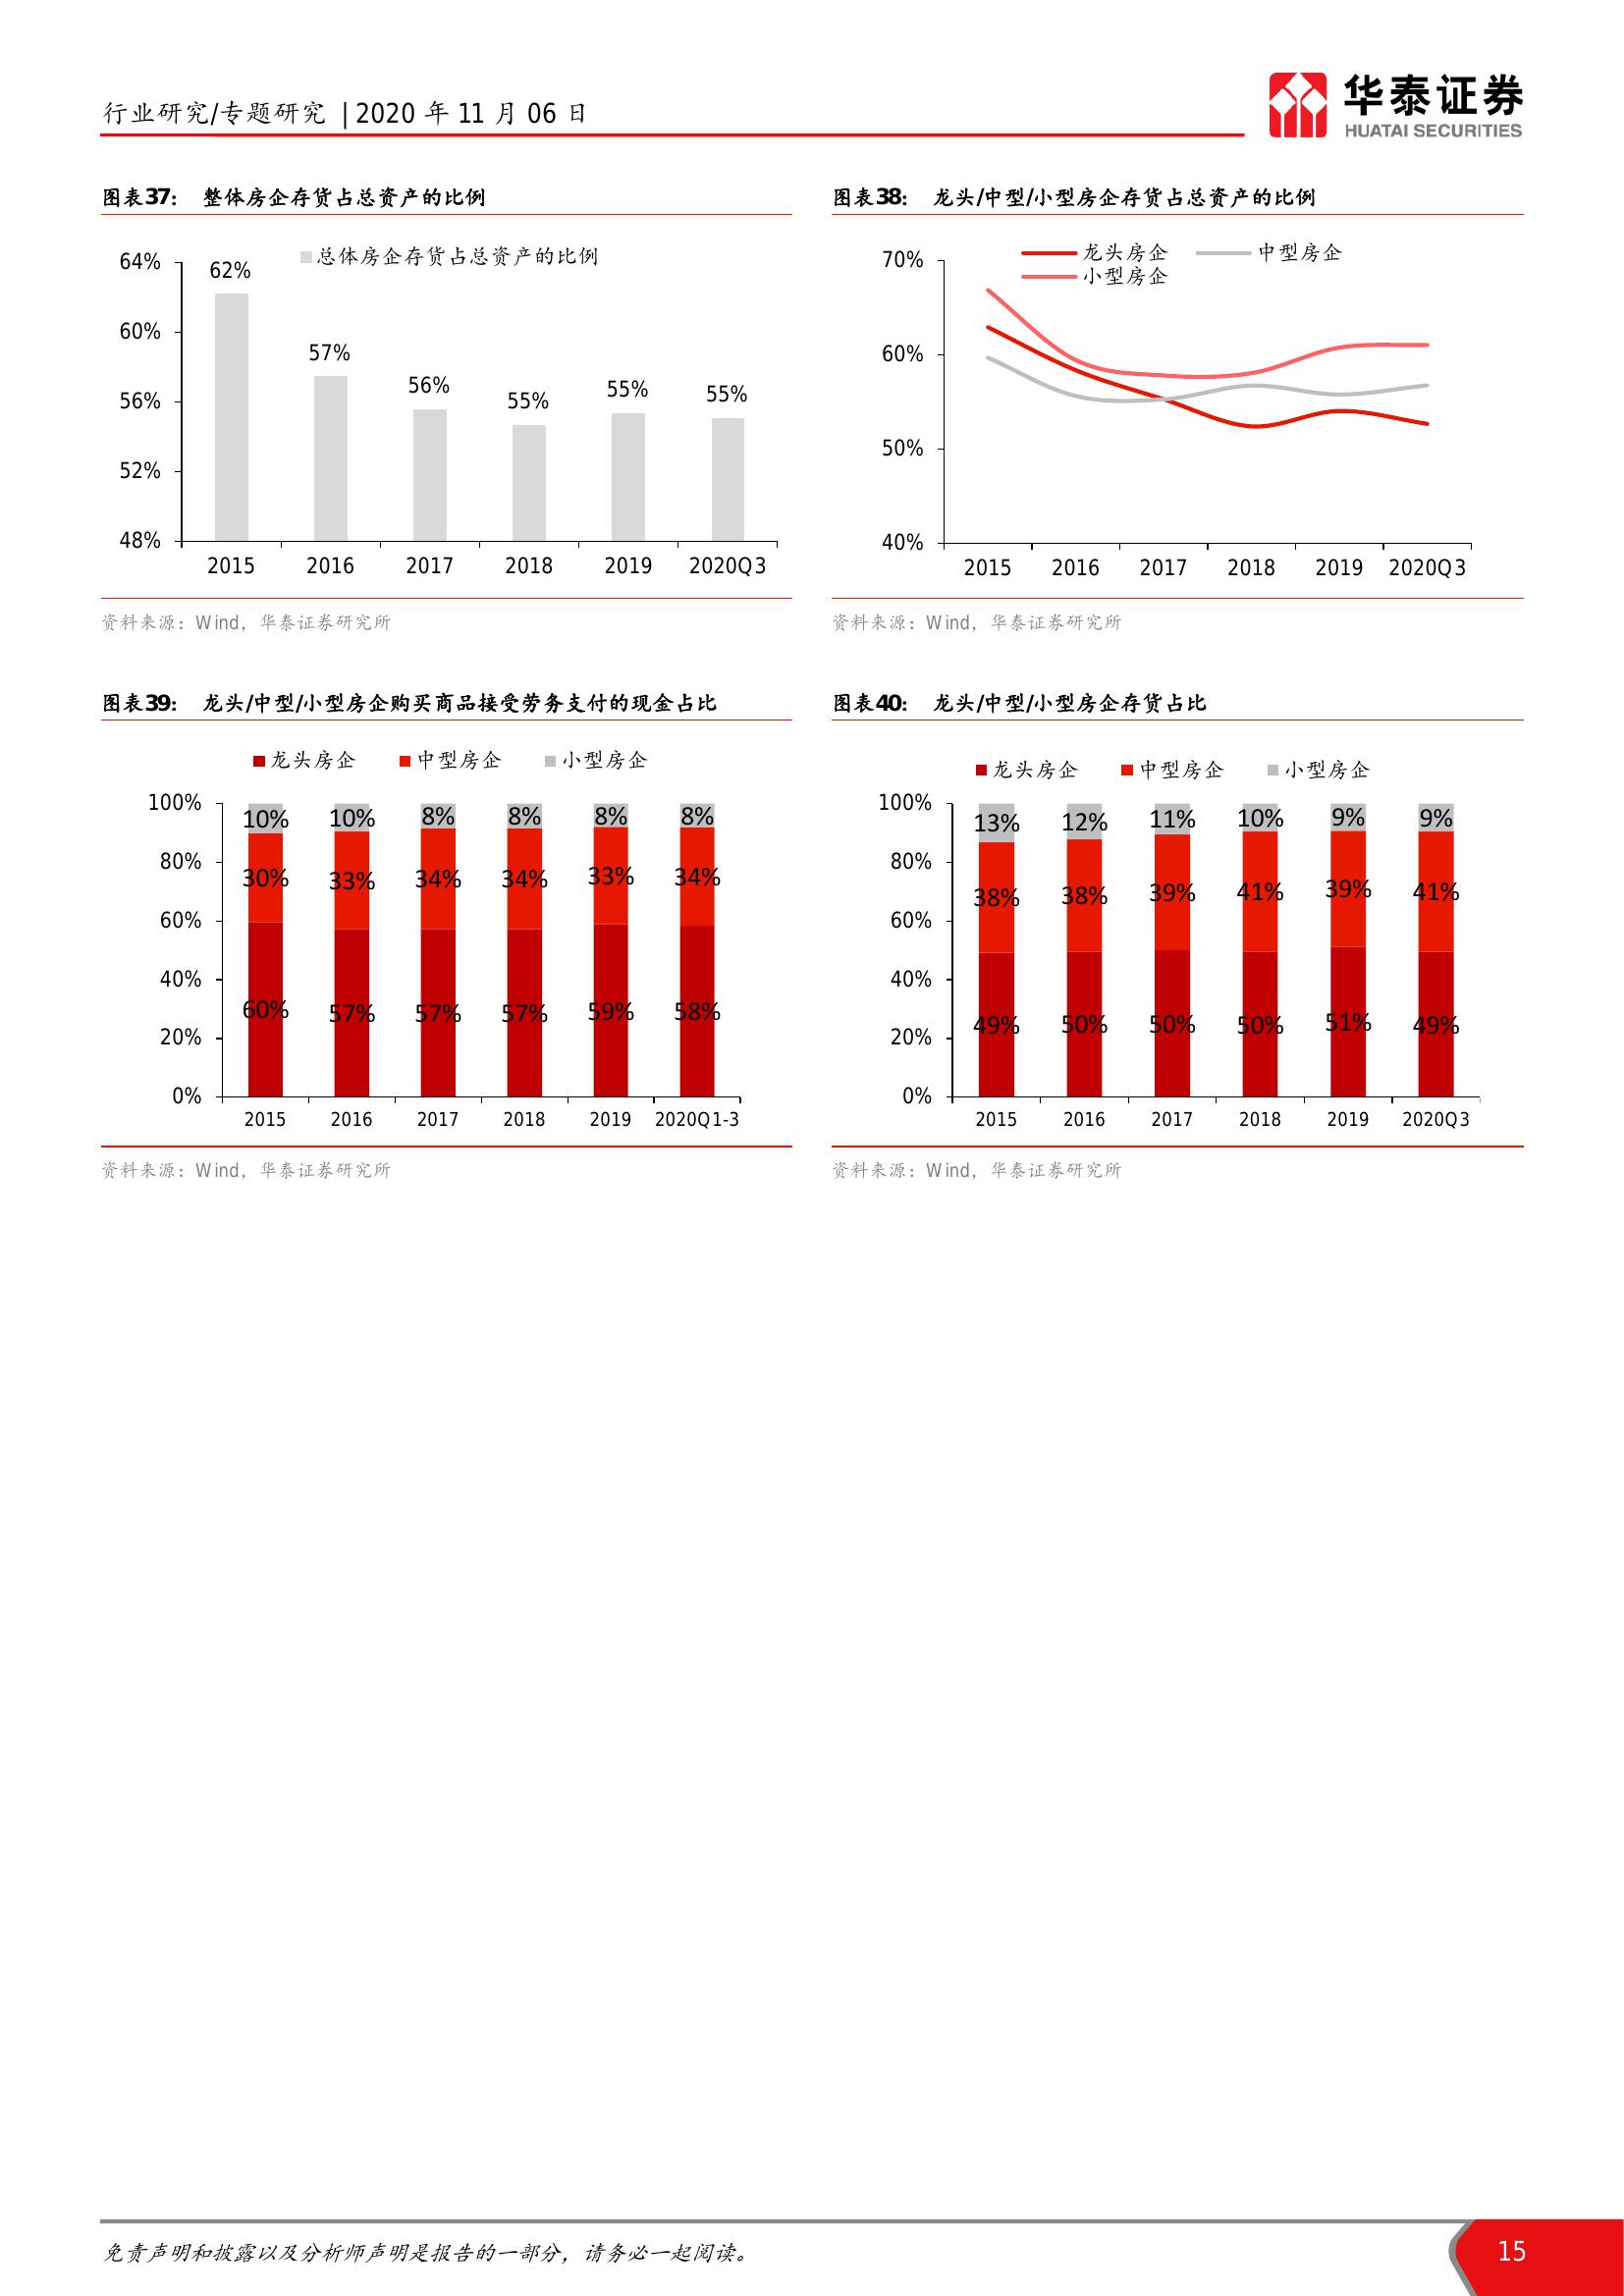 行业研究/专题研究 | 2020 年 11 月 06 日
华泰证券
HUATAI SECURITIES
图表37： 整体房企存货占总资产的比例
总体房企存货占总资产的比例
64%
60%
56%
52%
48%
62%
57%
56%
55%
55%
55%
2015 2016 2017 2018 2019 2020Q3
资料来源：Wind，华泰证券研究所
图表38： 龙头/中型/小型房企存货占总资产的比例
龙头房企 中型房企
小型房企
70%
60%
50%
40%
2015 2016 2017 2018 2019 2020Q3
资料来源：Wind，华泰证券研究所
图表39： 龙头/中型/小型房企购买商品接受劳务支付的现金占比
龙头房企 中型房企 小型房企
100%
80%
60%
40%
20%
0%
10% 10% 8% 8% 8% 8%
30% 33% 34% 34% 33% 34%
60% 57% 57% 57% 59% 58%
2015 2016 2017 2018 2019 2020Q1-3
资料来源：Wind，华泰证券研究所
图表40： 龙头/中型/小型房企存货占比
龙头房企 中型房企 小型房企
100%
80%
60%
40%
20%
0%
13% 12% 11% 10% 9% 9%
38% 38% 39% 41% 39% 41%
49% 50% 50% 50% 51% 49%
2015 2016 2017 2018 2019 2020Q3
资料来源：Wind，华泰证券研究所
免责声明和披露以及分析师声明是报告的一部分，请务必一起阅读。
15